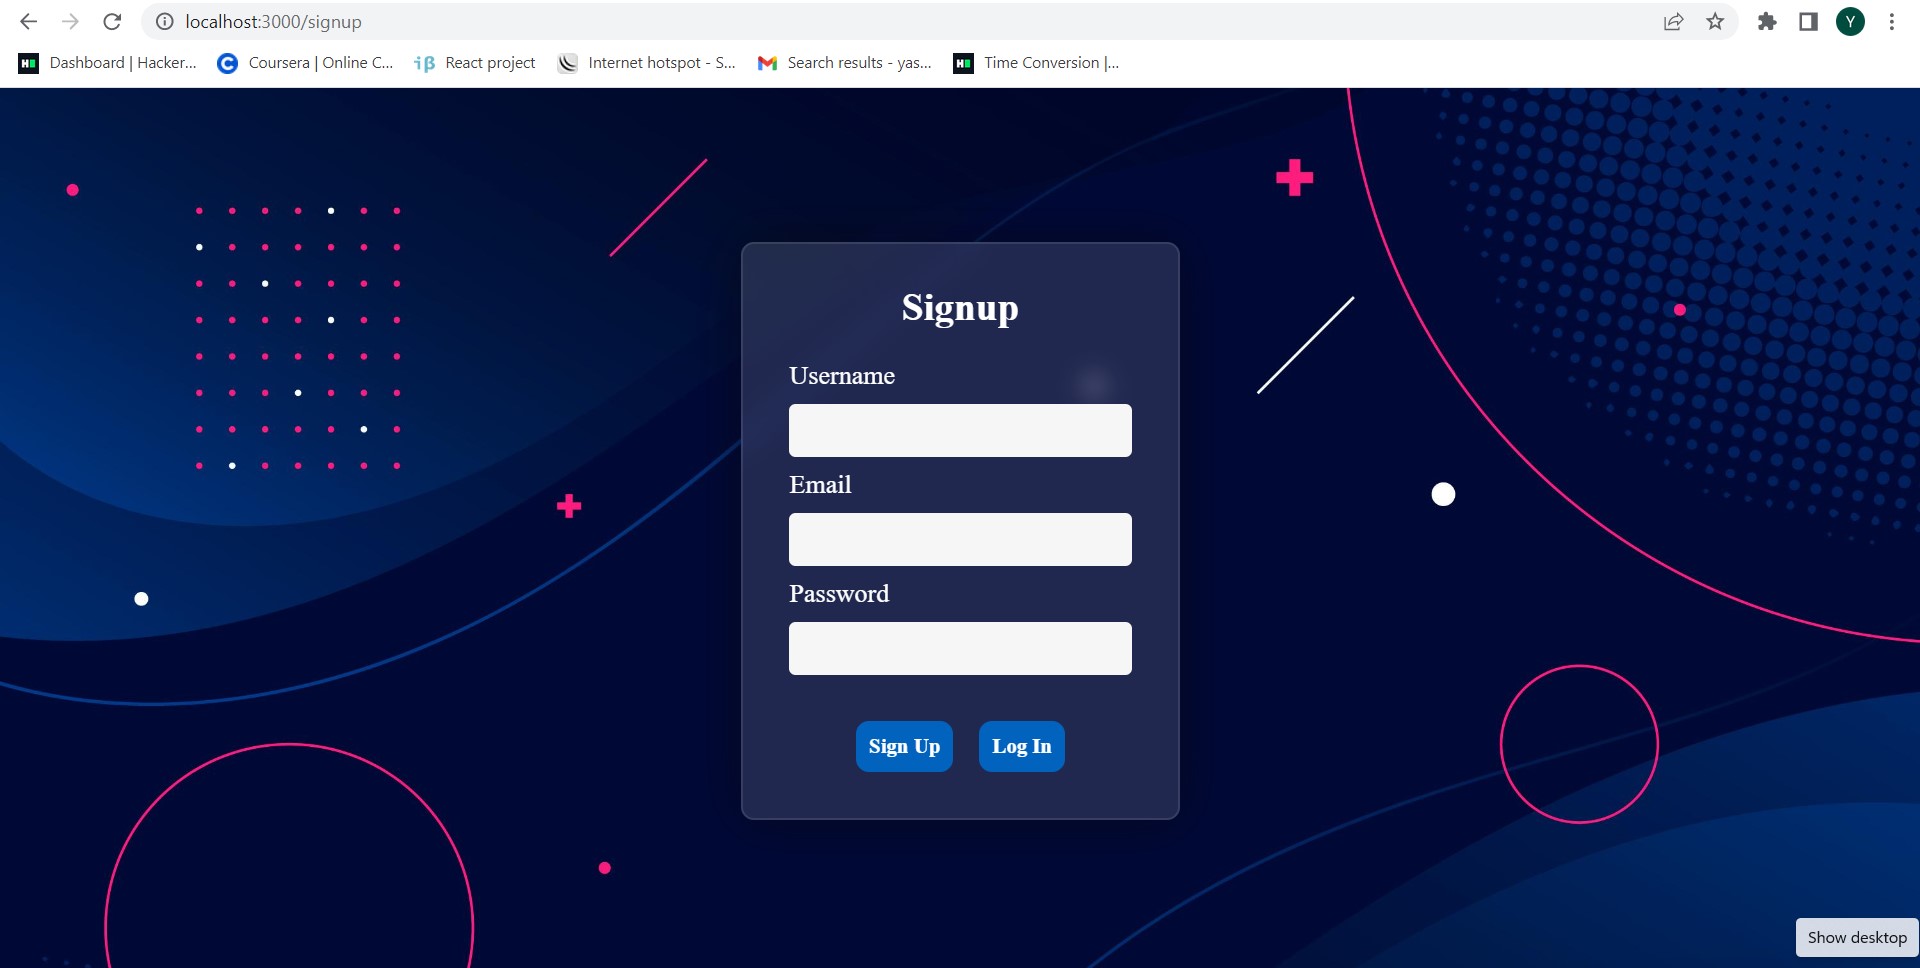 localhost:3000/signup
Y
Dashboard | Hacker... Coursera | Online C... iβ React project Internet hotspot - S... Search results - yas... Time Conversion |...
Signup
Username
Email
Password
Sign Up Log In
Show desktop